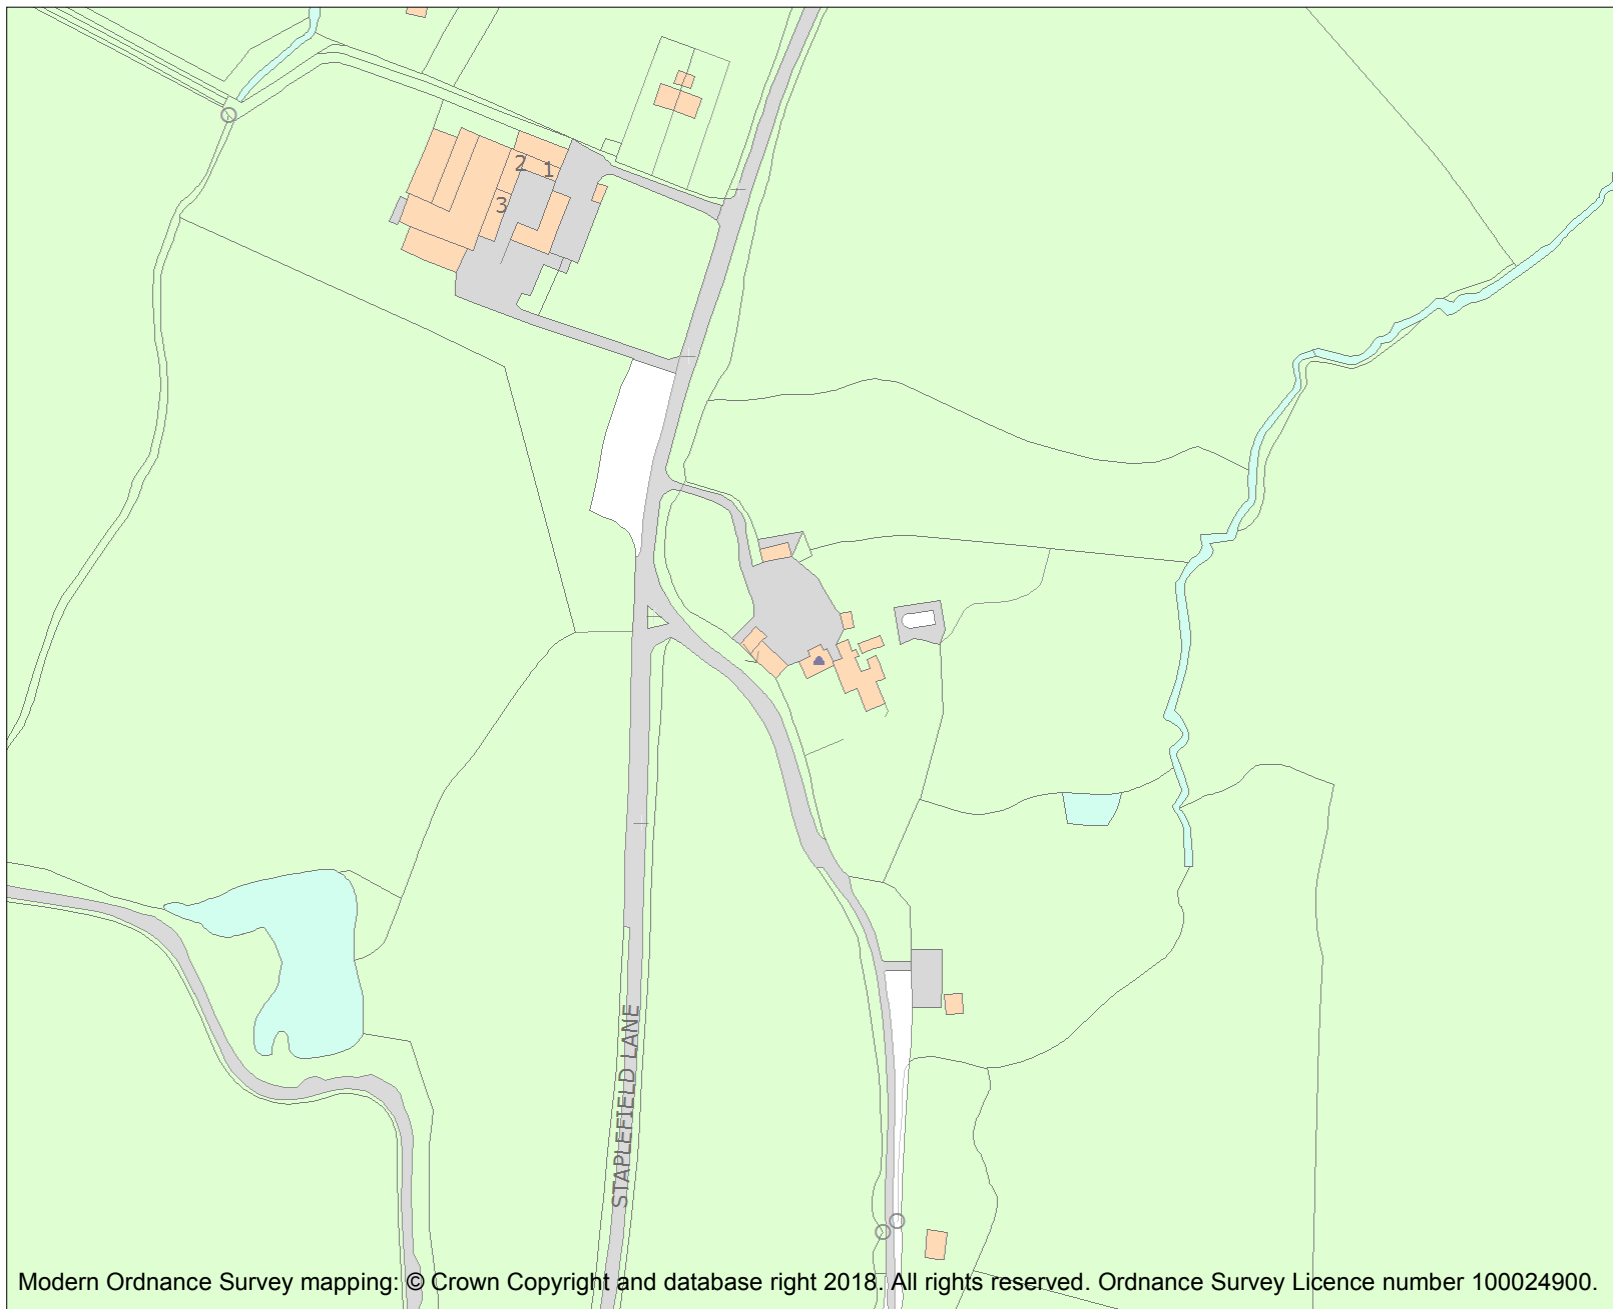 2
1
3
STAPLEFIELD LANE
Modern Ordnance Survey mapping: © Crown Copyright and database right 2018. All rights reserved. Ordnance Survey Licence number 100024900.